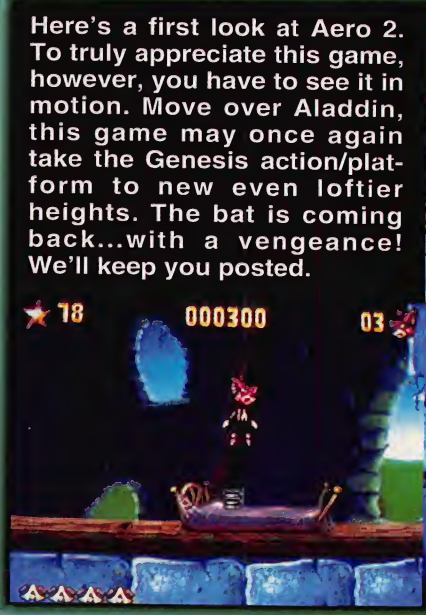 Here's a first look at Aero 2.
To truly appreciate this game,
however, you have to see it in
motion. Move over Aladdin,
this game may once again
take the Genesis action/plat-
form to new even loftier
heights. The bat is coming
back...with a vengeance!
We'll keep you posted.
78 000300 03